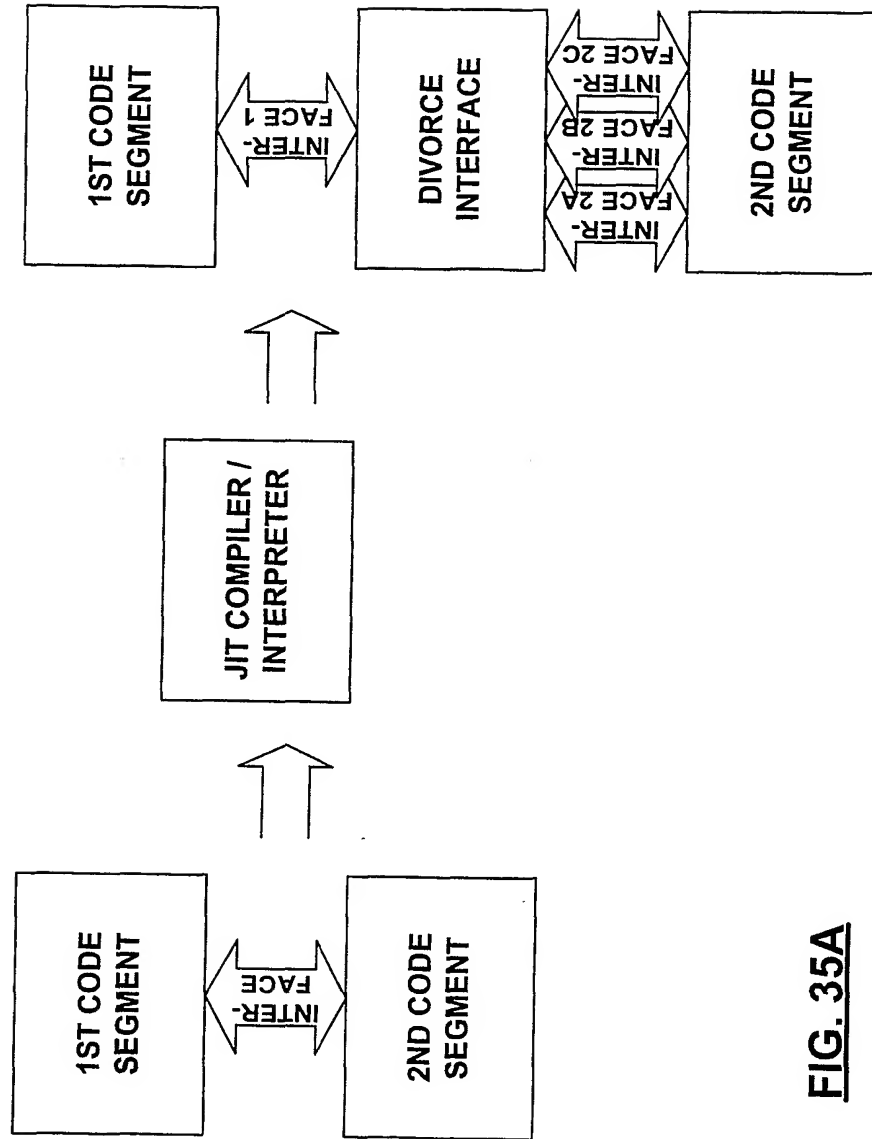 1ST CODE
SEGMENT
INTER-
FACE
2ND CODE
SEGMENT
JIT COMPILER /
INTERPRETER
1ST CODE
SEGMENT
INTER-
FACE 1
DIVORCE
INTERFACE
INTER-
FACE 2A
INTER-
FACE 2B
INTER-
FACE 2C
2ND CODE
SEGMENT
FIG. 35A